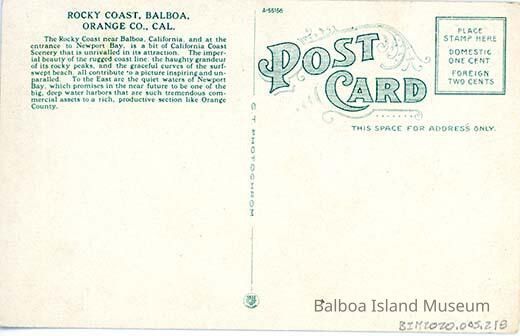 ROCKY COAST, BALBOA,
ORANGE CO., CAL.
The Rocky Coast near Balboa, California, and at the
entrance to Newport Bay, is a bit of California Coast
Scenery that is unrivalled in its attraction. The imper-
ial beauty of the rugged coast line: the haughty grandeur
of its rocky peaks, and the graceful curves of the surf-
swept beach, all contribute to a picture inspiring and un-
paralled. To the East are the quiet waters of Newport
Bay, which promises in the near future to be one of the
big, deep water harbors that are such tremendous com-
mercial assets to a rich, productive section like Orange
County.
A-55156
POST
CARD
PLACE
STAMP HERE
DOMESTIC
ONE CENT
FOREIGN
TWO CENTS
THIS SPACE FOR ADDRESS ONLY.
Balboa Island Museum
BIM2020.005.218